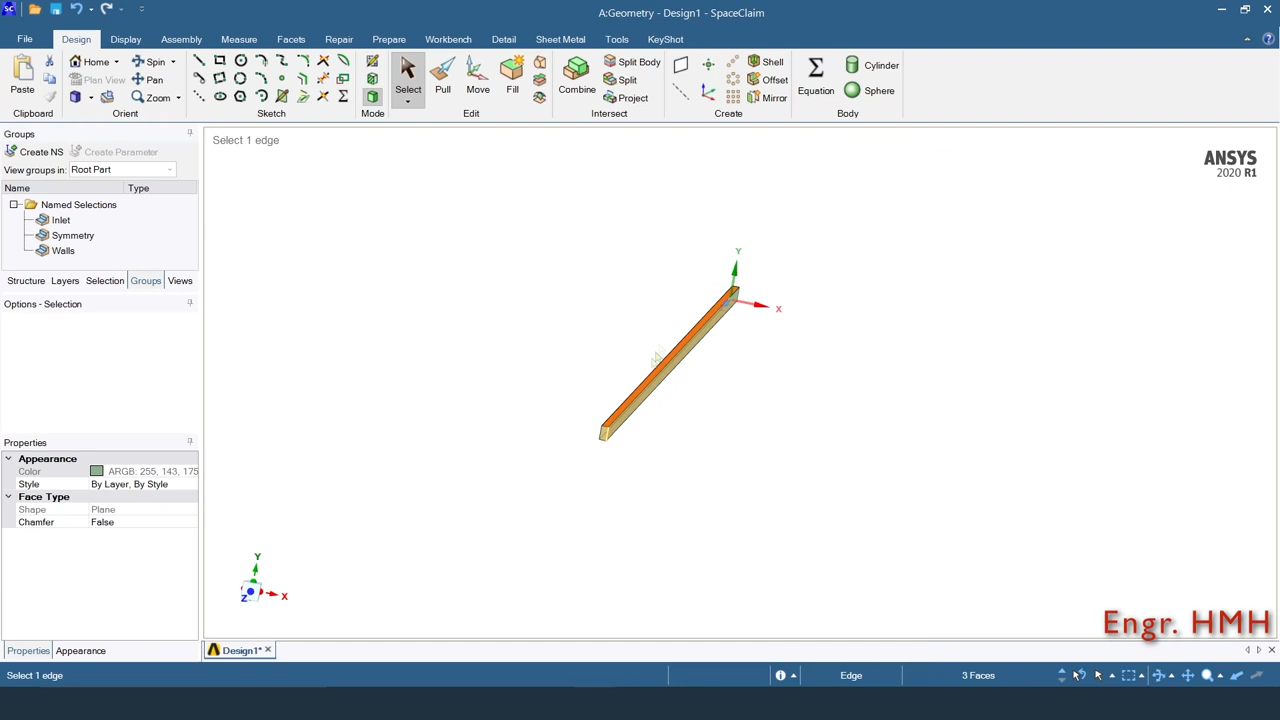 A:Geometry - Design1 - SpaceClaim
File Design Display Assembly Measure Facets Repair Prepare Workbench Detail Sheet Metal Tools KeyShot
Paste
Home
Plan View
Spin
Pan
Zoom
Select
Pull
Move
Fill
Combine
Split Body
Split
Project
Shell
Offset
Mirror
Equation
Cylinder
Sphere
Clipboard Orient Sketch Mode Edit Intersect Create Body
Groups
Create NS Create Parameter
View groups in: Root Part
Name Type
Named Selections
Inlet
Symmetry
Walls
Structure Layers Selection Groups Views
Options - Selection
Properties
Appearance
Color ARGB: 255, 143, 175
Style By Layer, By Style
Face Type
Shape Plane
Chamfer False
Properties Appearance
Select 1 edge
ANSYS
2020 R1
Y
X
Y
Z
X
Engr. HMH
Design1*
Select 1 edge
Edge
3 Faces